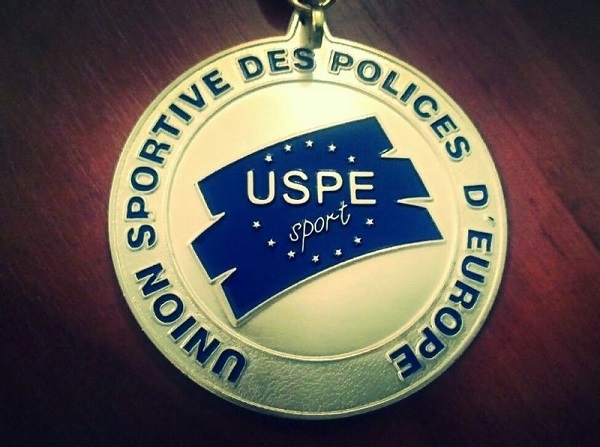 UNION SPORTIVE DES POLICES D'EUROPE
USPE
sport